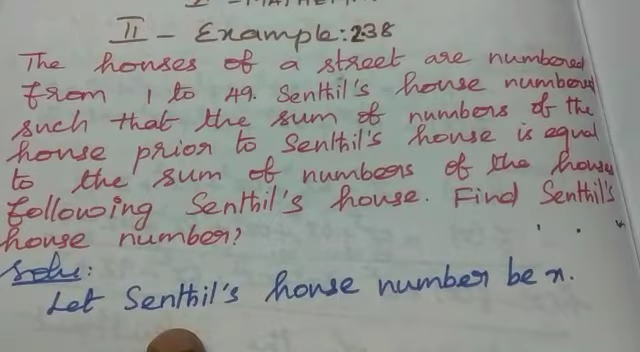 II - Example: 2.38
The houses of a street are numbered
from 1 to 49. Senthil's house numbered
such that the sum of numbers of the
house prior to Senthil's house is equal
to the sum of numbers of the houses
following Senthil's house. Find Senthil's
house number?
Solu:
Let Senthil's house number be x.